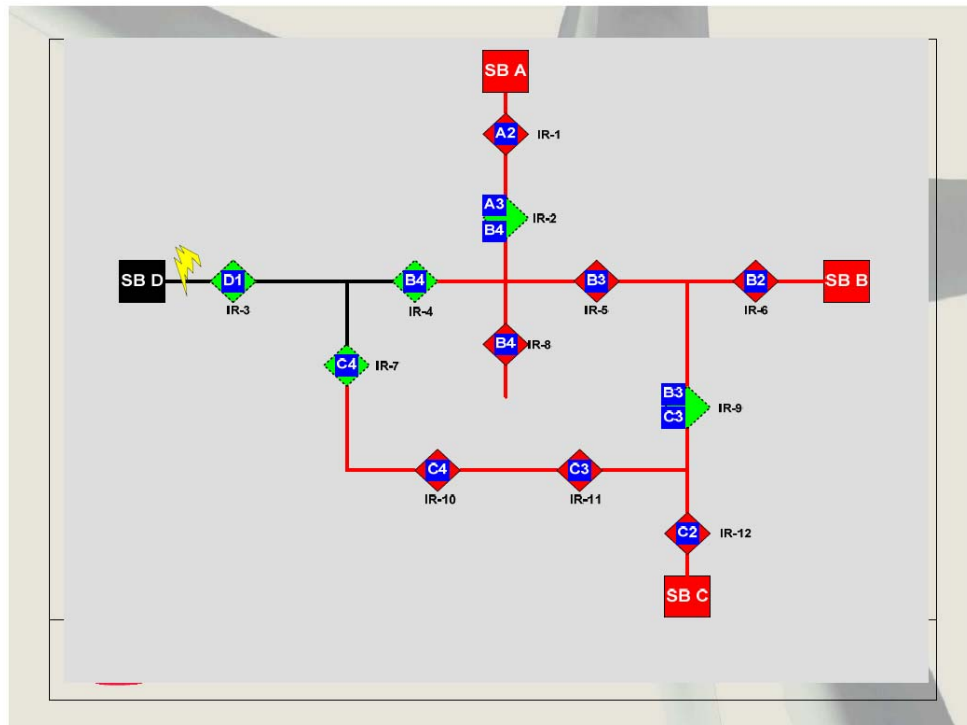 SB A
A2 IR-1
A3
IR-2
B4
SB D
D1
B4
B3
B2
SB B
IR-3
IR-4
IR-5
IR-6
B4 IR-8
C4 IR-7
B3
IR-9
C3
C4
C3
IR-10
IR-11
C2 IR-12
SB C